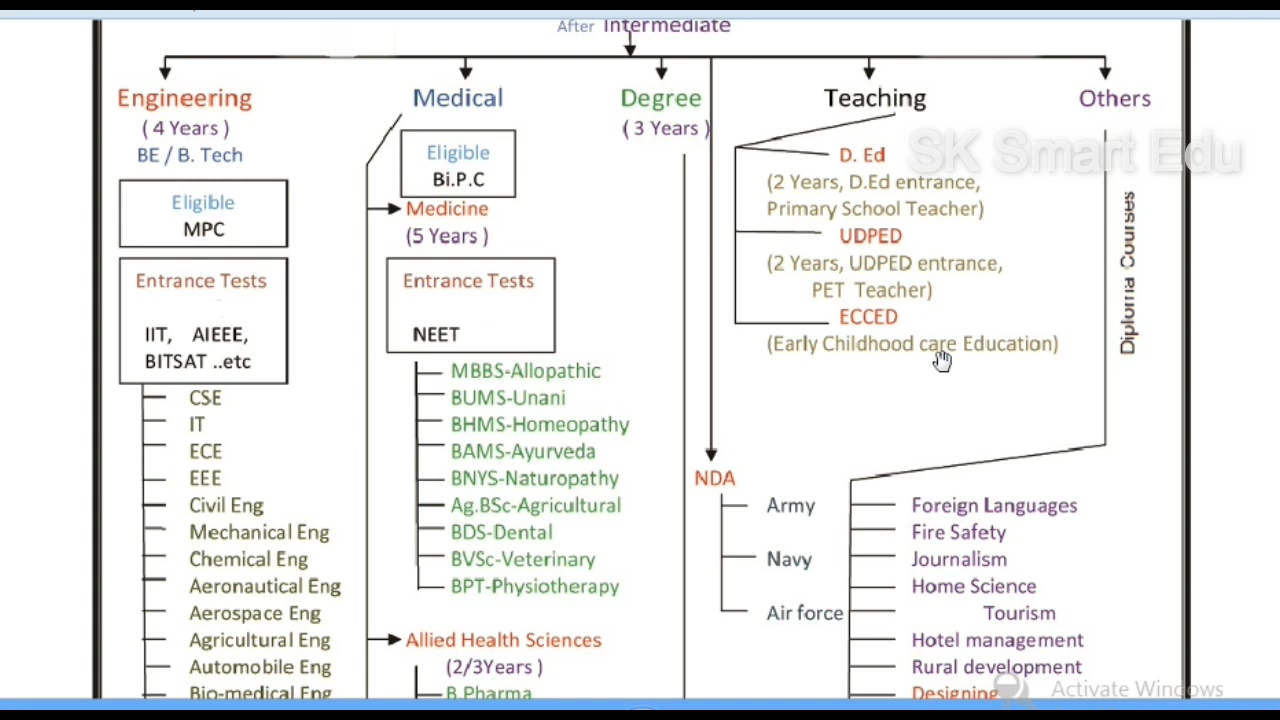 After Intermediate
Engineering
( 4 Years )
BE / B. Tech
Eligible
MPC
Entrance Tests
IIT, AIEEE,
BITSAT ..etc
CSE
IT
ECE
EEE
Civil Eng
Mechanical Eng
Chemical Eng
Aeronautical Eng
Aerospace Eng
Agricultural Eng
Automobile Eng
Bio-medical Eng
Medical
Eligible
Bi.P.C
Medicine
(5 Years )
Entrance Tests
NEET
MBBS-Allopathic
BUMS-Unani
BHMS-Homeopathy
BAMS-Ayurveda
BNYS-Naturopathy
Ag.BSc-Agricultural
BDS-Dental
BVSc-Veterinary
BPT-Physiotherapy
Allied Health Sciences
(2/3Years )
B.Pharma
Degree
( 3 Years )
NDA
Army
Navy
Air force
Teaching
D. Ed
(2 Years, D.Ed entrance,
Primary School Teacher)
UDPED
(2 Years, UDPED entrance,
PET Teacher)
ECCED
(Early Childhood care Education)
Others
Diploma Courses
Foreign Languages
Fire Safety
Journalism
Home Science
Tourism
Hotel management
Rural development
Designing
SK Smart Edu
Activate Windows